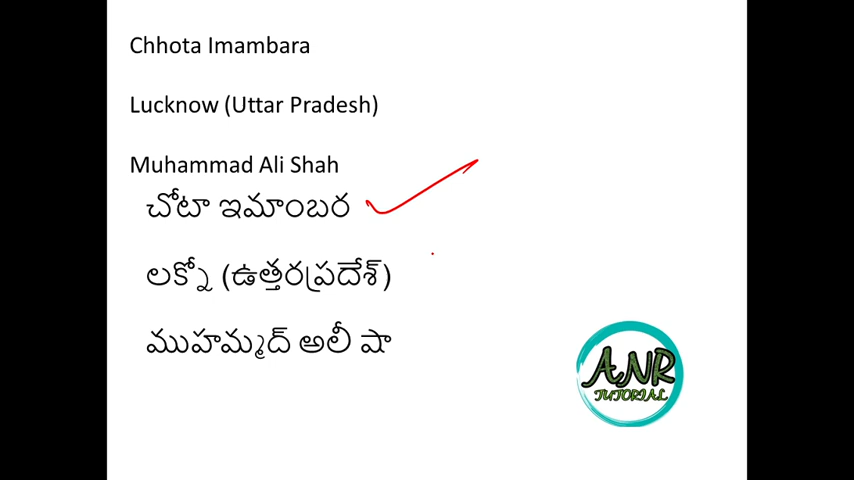 Chhota Imambara
Lucknow (Uttar Pradesh)
Muhammad Ali Shah
చోటా ఇమాంబర
లక్నో (ఉత్తరప్రదేశ్)
ముహమ్మద్ అలీ షా
ANR
TUTORIAL